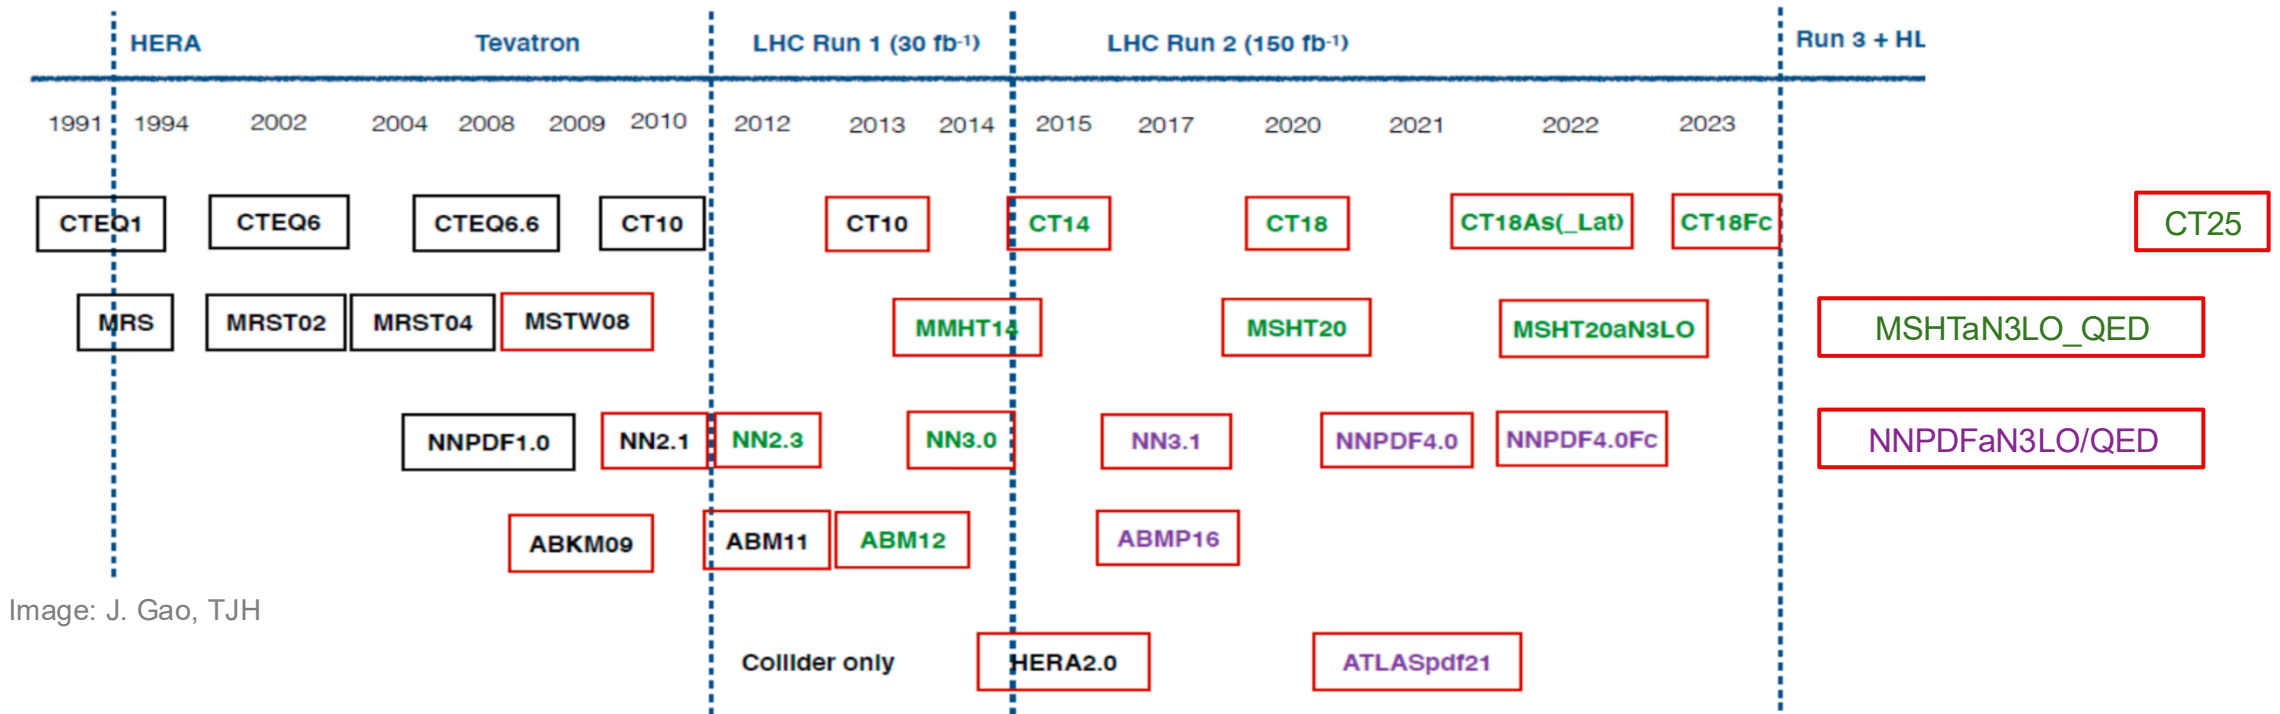 HERA Tevatron LHC Run 1 (30 fb-1) LHC Run 2 (150 fb-1) Run 3 + HL
1991 1994 2002 2004 2008 2009 2010 2012 2013 2014 2015 2017 2020 2021 2022 2023
CTEQ1 CTEQ6 CTEQ6.6 CT10 CT10 CT14 CT18 CT18As(_Lat) CT18Fc CT25
MRS MRST02 MRST04 MSTW08 MMHT14 MSHT20 MSHT20aN3LO MSHTaN3LO_QED
NNPDF1.0 NN2.1 NN2.3 NN3.0 NN3.1 NNPDF4.0 NNPDF4.0Fc NNPDFaN3LO/QED
ABKM09 ABM11 ABM12 ABMP16
Image: J. Gao, TJH
Collider only HERA2.0 ATLASpdf21